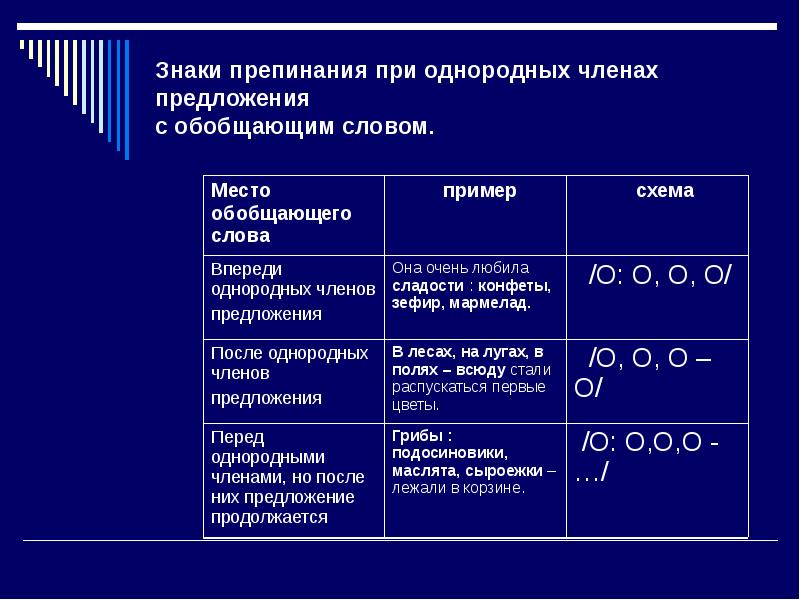 Знаки препинания при однородных членах
предложения
с обобщающим словом.
Место
обобщающего
слова
пример
схема
Впереди
однородных членов
предложения
Она очень любила
сладости : конфеты,
зефир, мармелад.
/О: О, О, О/
После однородных
членов
предложения
В лесах, на лугах, в
полях – всюду стали
распускаться первые
цветы.
/О, О, О –
О/
Перед
однородными
членами, но после
них предложение
продолжается
Грибы :
подосиновики,
маслята, сыроежки –
лежали в корзине.
/О: О,О,О -
…/